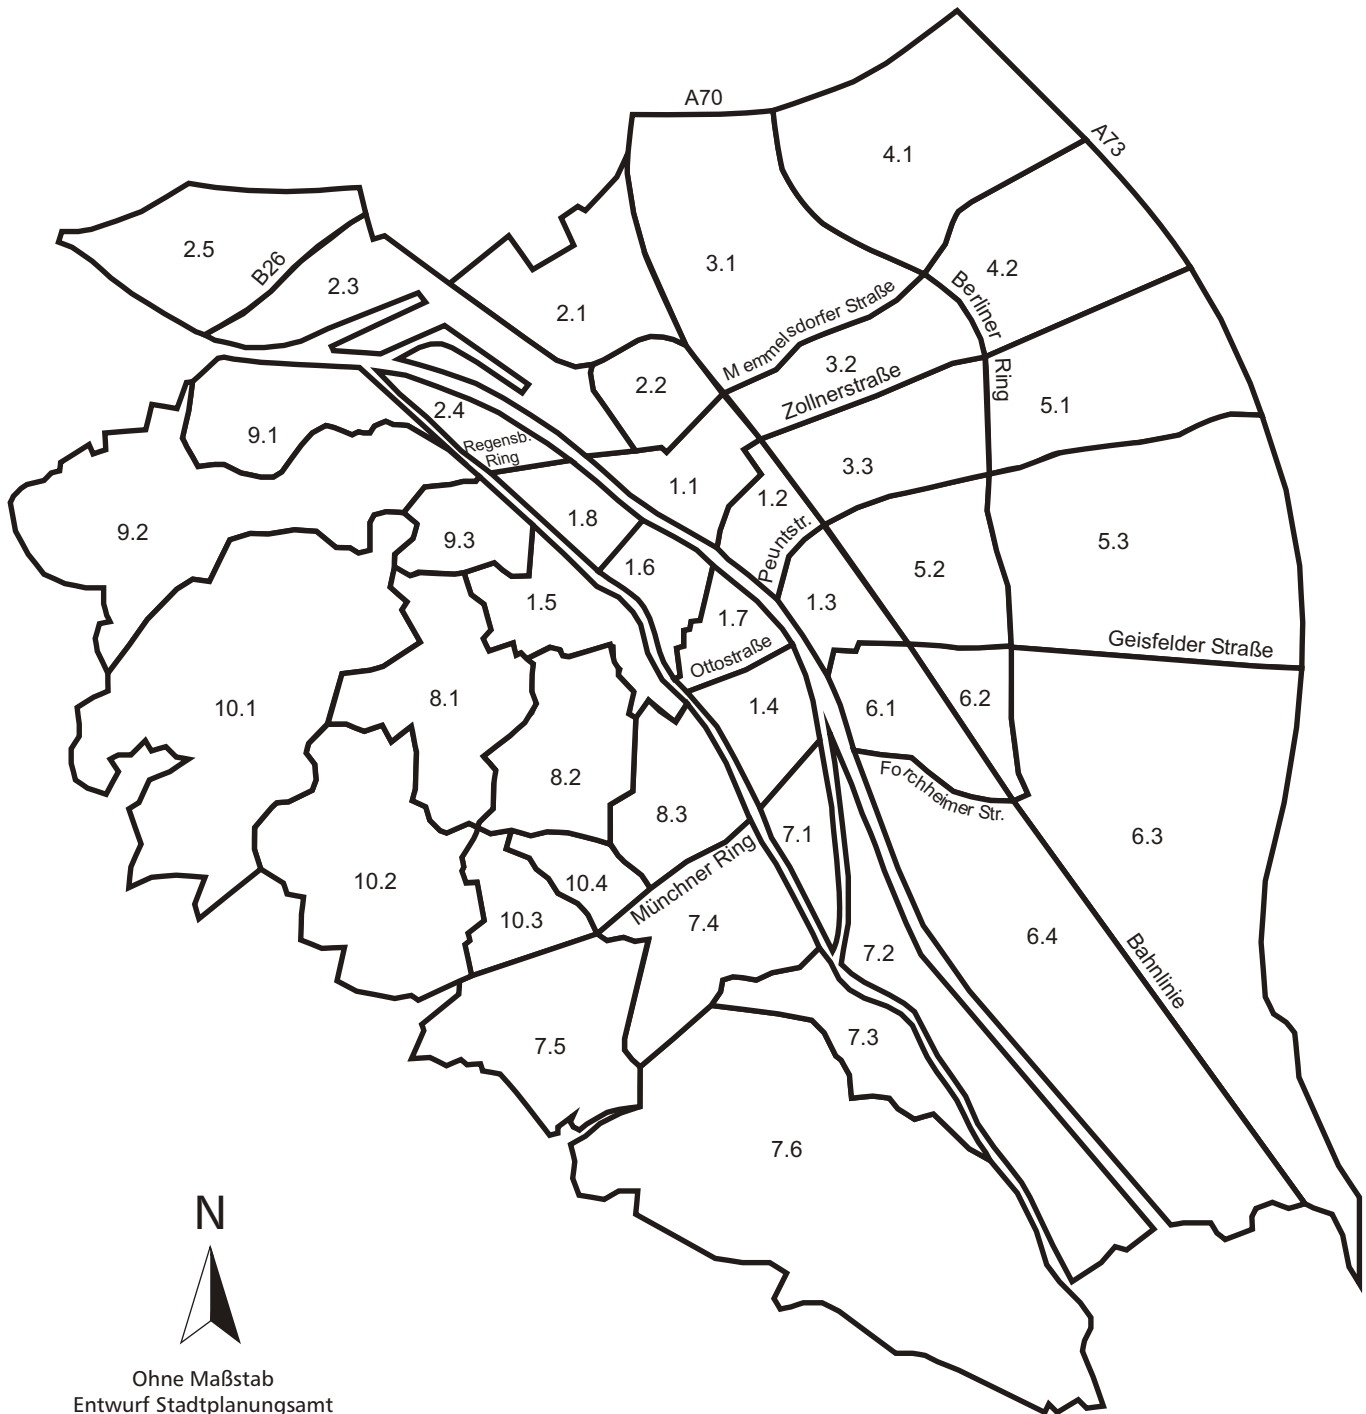 A70
A73
4.1
2.5
B26
2.3
3.1
4.2
2.1
Memmelsdorfer Straße
Berliner
Ring
3.2
2.2
Zollnerstraße
5.1
2.4
9.1
Regensb.
Ring
3.3
1.1
1.2
1.8
9.2
9.3
Peuntstr.
5.3
1.6
5.2
1.5
1.3
1.7
Ottostraße
Geisfelder Straße
8.1
6.2
10.1
1.4
6.1
8.2
Forchheimer Str.
8.3
7.1
6.3
Münchner Ring
10.2
10.4
10.3
7.4
6.4
7.2
Bahnlinie
7.3
7.5
7.6
N
Ohne Maßstab
Entwurf Stadtplanungsamt